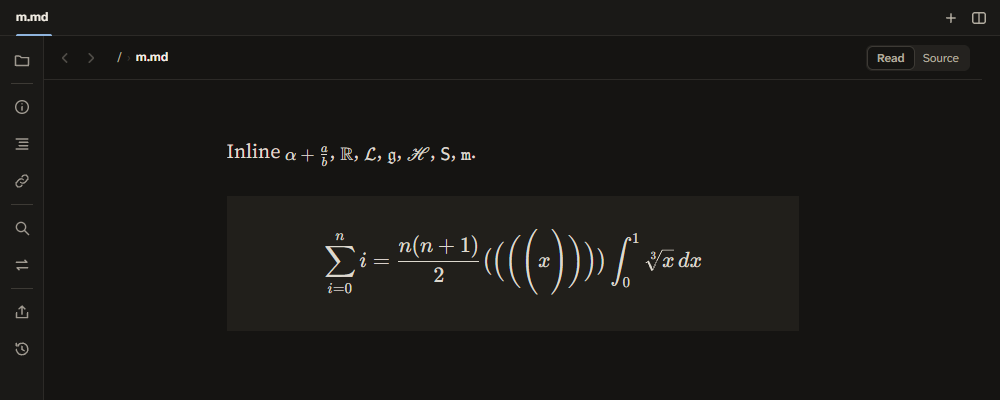 m.md
/ m.md
Read Source
Inline α + a/b, ℝ, ℒ, 𝔤, ℋ, S, m.
∑_{i=0}^{n} i = n(n + 1)/2 (((((x))))) ∫_0^1 ∛x dx